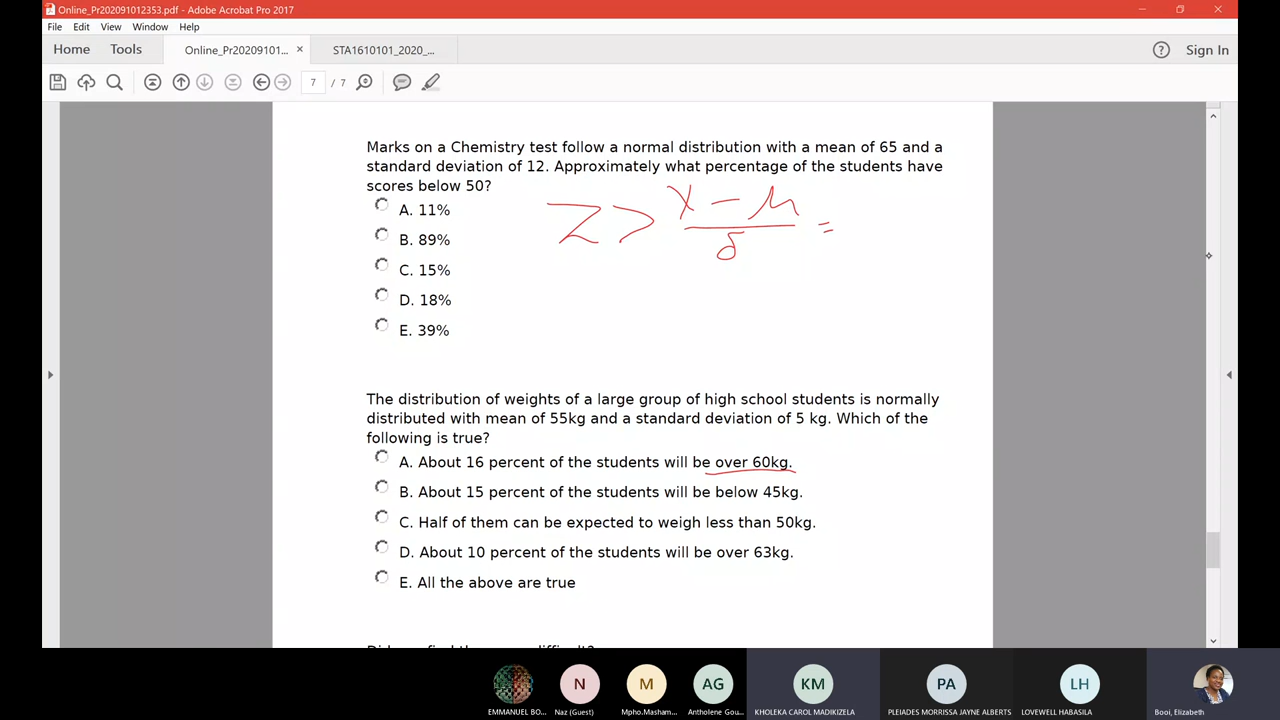 Online_Pr20209101012353.pdf - Adobe Acrobat Pro 2017
File Edit View Window Help
Home Tools Online_Pr20209101... × STA1610101_2020_... Sign In
7 / 7
Marks on a Chemistry test follow a normal distribution with a mean of 65 and a
standard deviation of 12. Approximately what percentage of the students have
scores below 50?
A. 11%
B. 89%
C. 15%
D. 18%
E. 39%
Z > x - μ
=
δ
The distribution of weights of a large group of high school students is normally
distributed with mean of 55kg and a standard deviation of 5 kg. Which of the
following is true?
A. About 16 percent of the students will be over 60kg.
B. About 15 percent of the students will be below 45kg.
C. Half of them can be expected to weigh less than 50kg.
D. About 10 percent of the students will be over 63kg.
E. All the above are true
N M AG KM PA LH
EMMANUEL BO... Naz (Guest) Mpho.Masham... Antholene Gou... KHOLEKA CAROL MADIKIZELA PLEIADES MORRISSA JAYNE ALBERTS LOVEWELL HABASILA Booi, Elizabeth